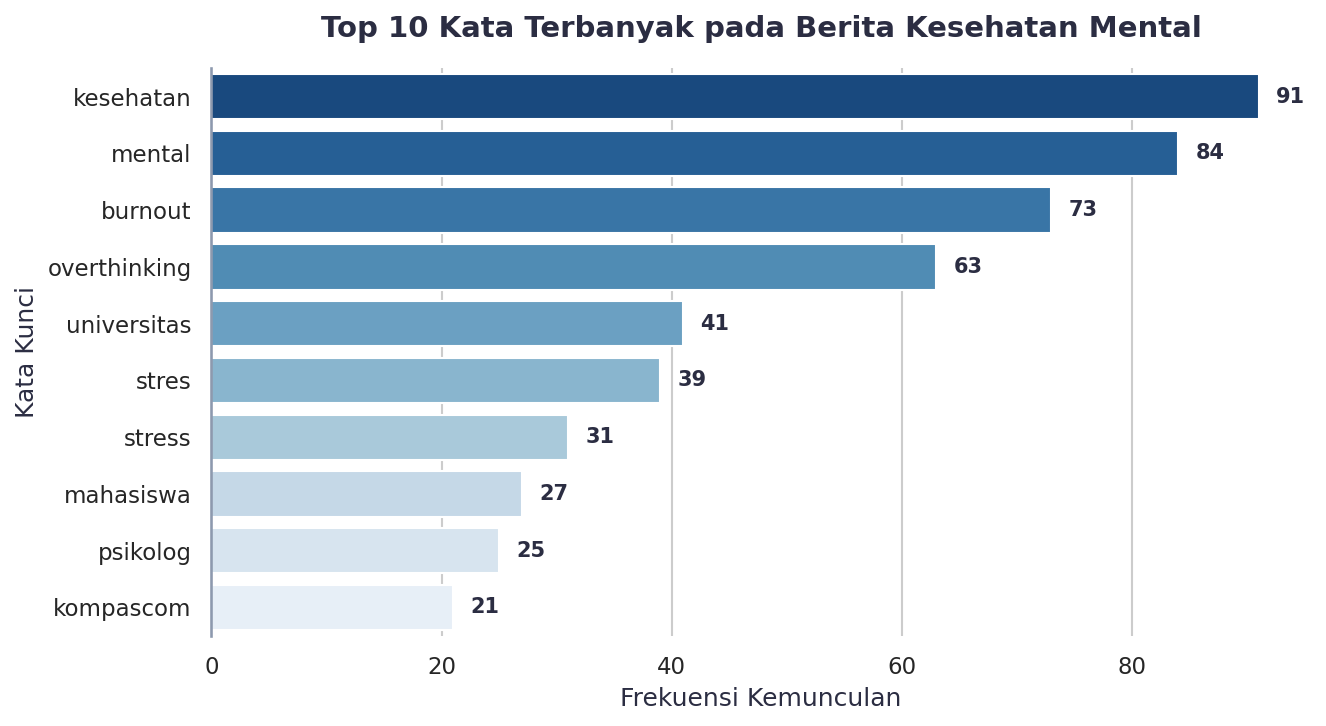 Top 10 Kata Terbanyak pada Berita Kesehatan Mental
Kata Kunci
kesehatan 91
mental 84
burnout 73
overthinking 63
universitas 41
stres 39
stress 31
mahasiswa 27
psikolog 25
kompascom 21
0 20 40 60 80
Frekuensi Kemunculan